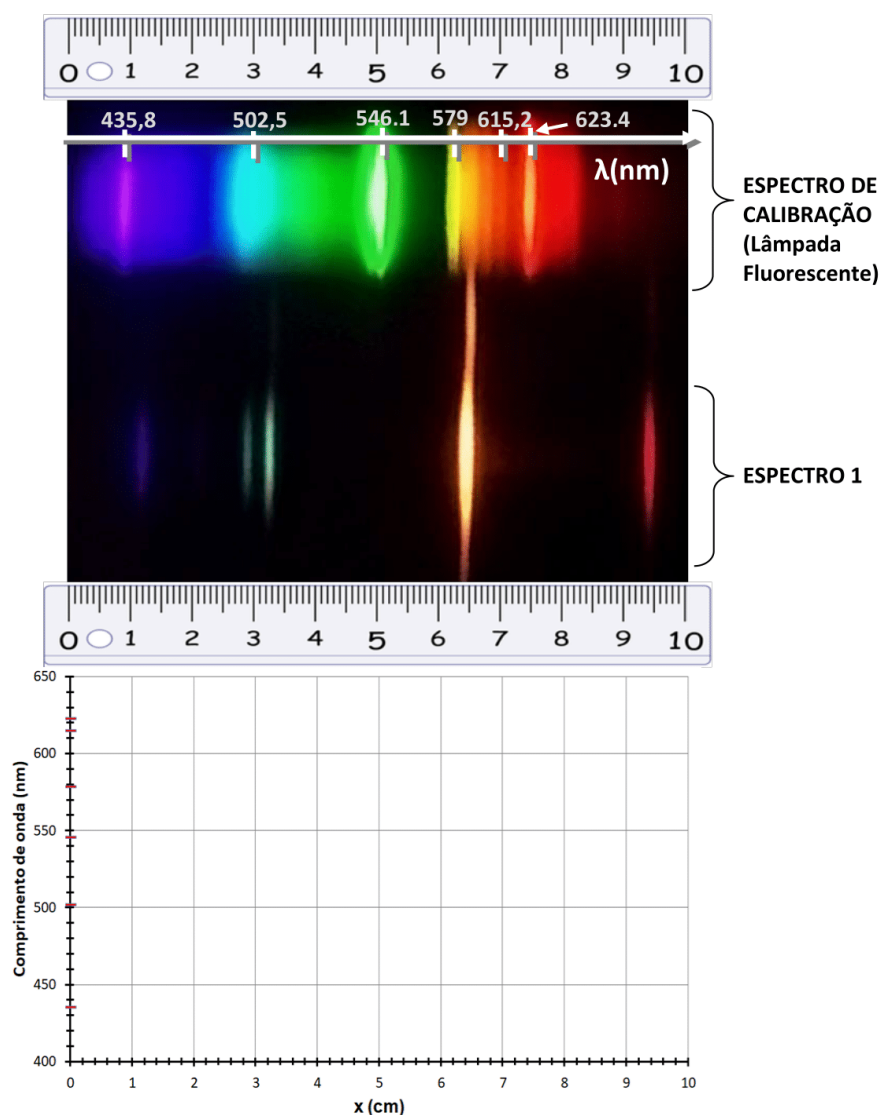 0 1 2 3 4 5 6 7 8 9 10
435,8 502,5 546.1 579 615,2 623.4
λ(nm)
ESPECTRO DE
CALIBRAÇÃO
(Lâmpada
Fluorescente)
ESPECTRO 1
0 1 2 3 4 5 6 7 8 9 10
650
600
550
500
450
400
Comprimento de onda (nm)
0 1 2 3 4 5 6 7 8 9 10
x (cm)